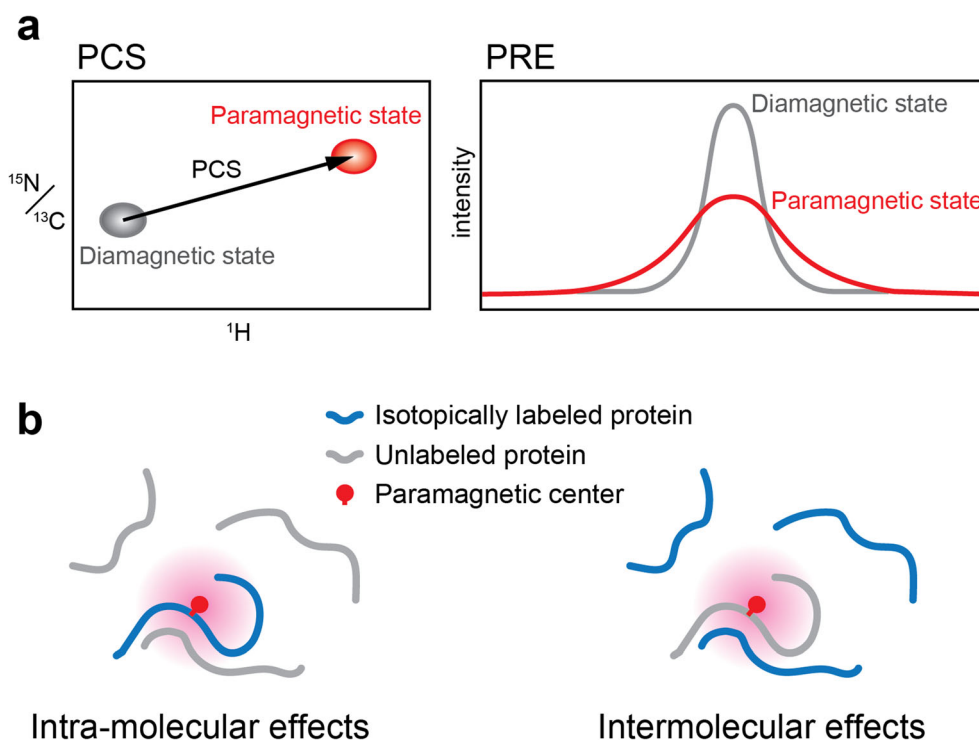 a
PCS
PRE
Paramagnetic state
PCS
¹⁵N/¹³C
Diamagnetic state
¹H
Diamagnetic state
Paramagnetic state
intensity
b
Isotopically labeled protein
Unlabeled protein
Paramagnetic center
Intra-molecular effects
Intermolecular effects